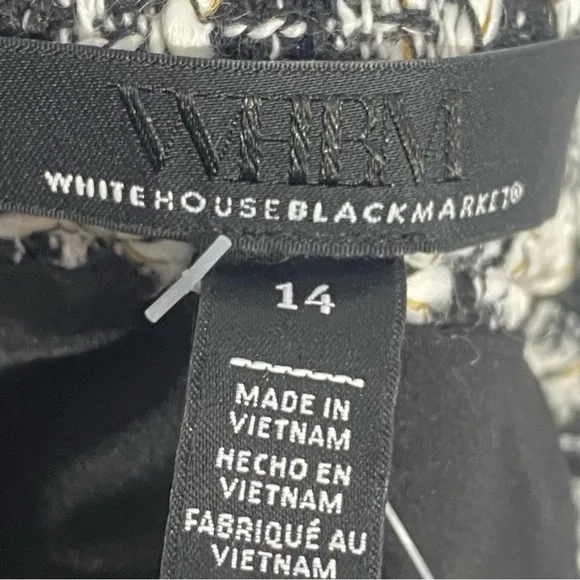 WHBM
WHITEHOUSEBLACKMARKET®
14
MADE IN
VIETNAM
HECHO EN
VIETNAM
FABRIQUÉ AU
VIETNAM